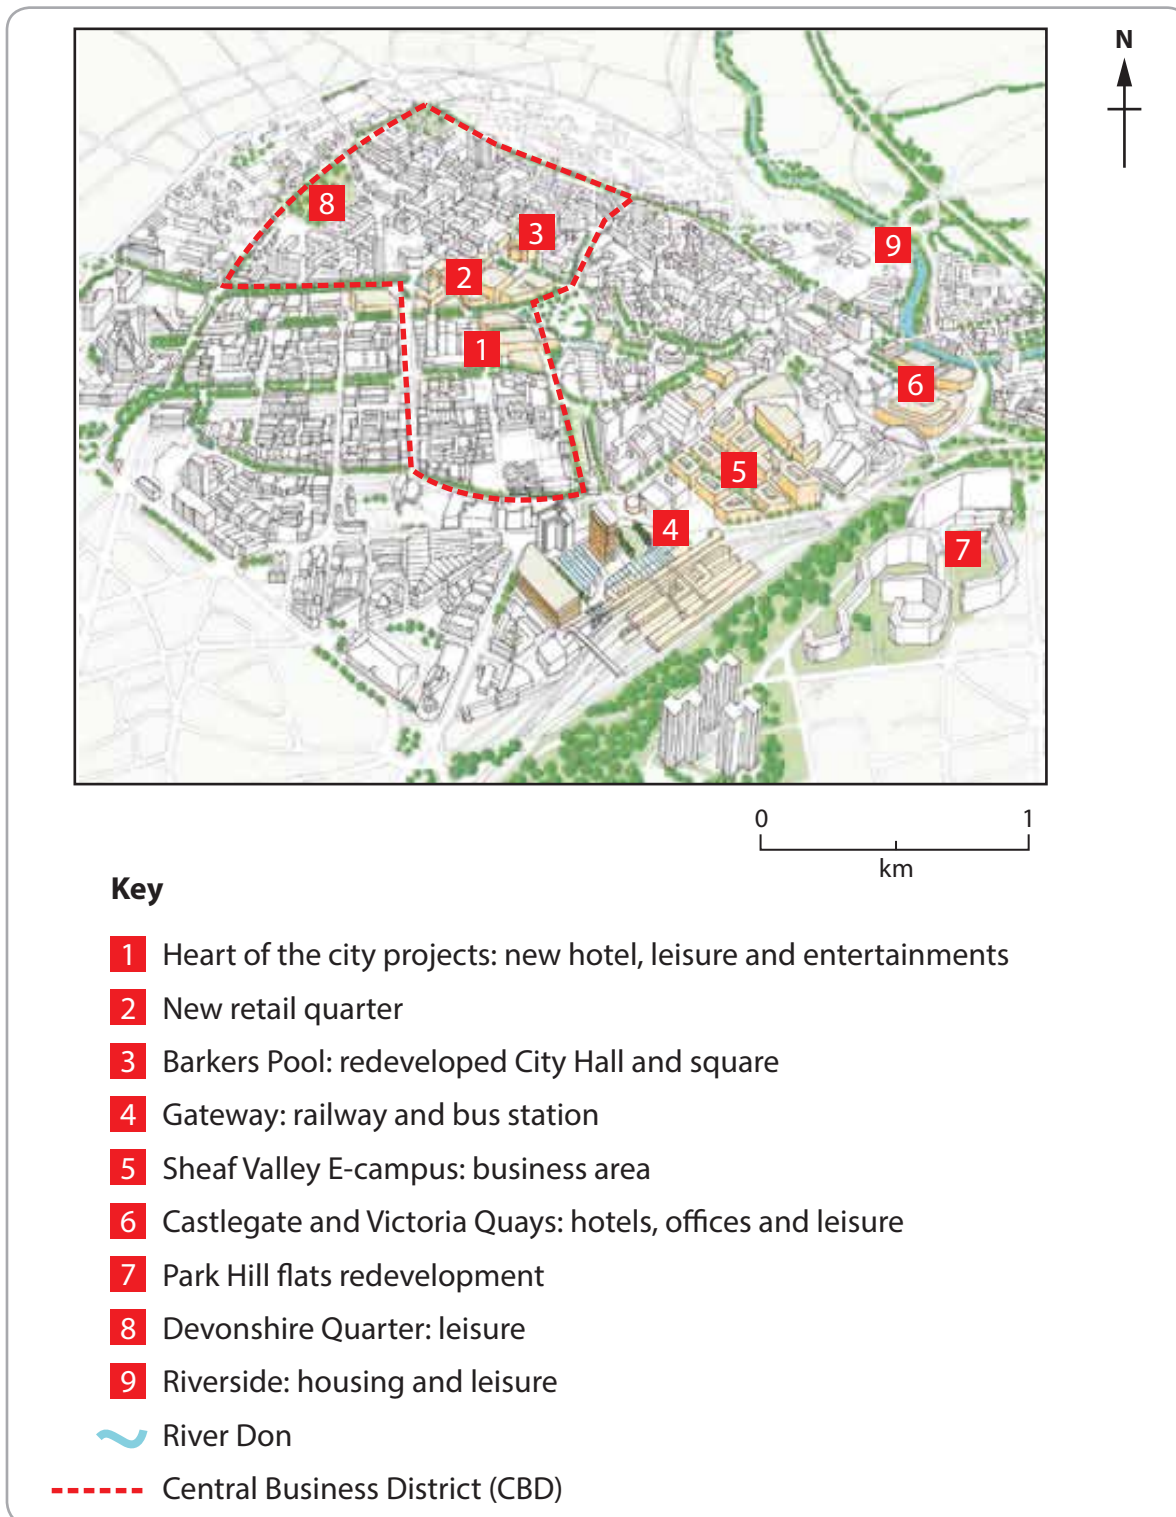 N
8
3
9
2
1
6
5
4
7
0 1
km
Key
1 Heart of the city projects: new hotel, leisure and entertainments
2 New retail quarter
3 Barkers Pool: redeveloped City Hall and square
4 Gateway: railway and bus station
5 Sheaf Valley E-campus: business area
6 Castlegate and Victoria Quays: hotels, offices and leisure
7 Park Hill flats redevelopment
8 Devonshire Quarter: leisure
9 Riverside: housing and leisure
River Don
Central Business District (CBD)